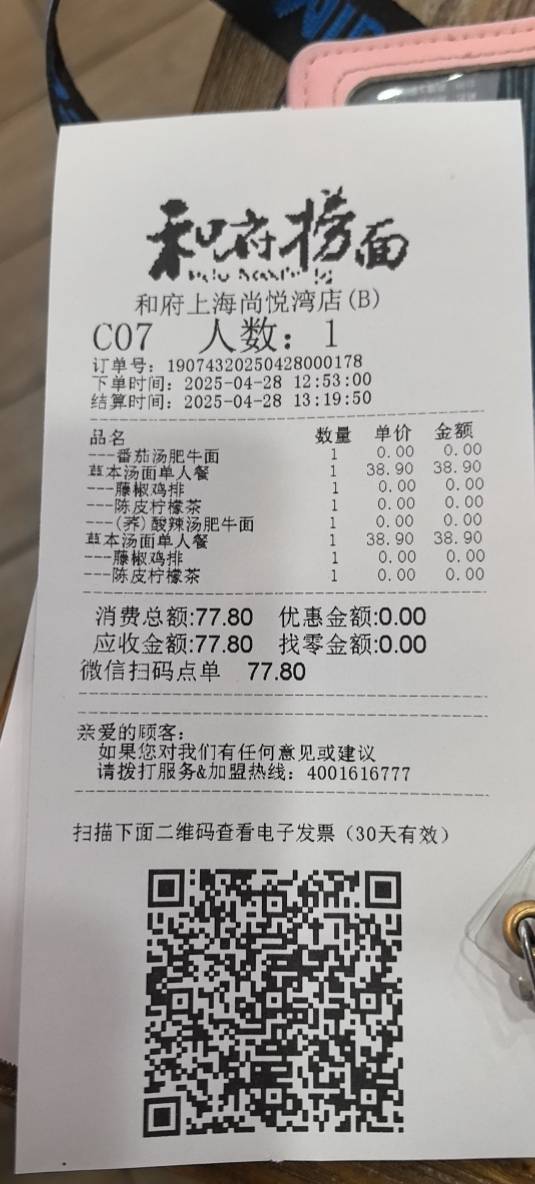 和府捞面
和府上海尚悦湾店(B)
C07 人数：1
订单号：19074320250428000178
下单时间：2025-04-28 12:53:00
结算时间：2025-04-28 13:19:50
品名 数量 单价 金额
---番茄汤肥牛面 1 0.00 0.00
草本汤面单人餐 1 38.90 38.90
---藤椒鸡排 1 0.00 0.00
---陈皮柠檬茶 1 0.00 0.00
---(荞)酸辣汤肥牛面 1 0.00 0.00
草本汤面单人餐 1 38.90 38.90
---藤椒鸡排 1 0.00 0.00
---陈皮柠檬茶 1 0.00 0.00
消费总额:77.80 优惠金额:0.00
应收金额:77.80 找零金额:0.00
微信扫码点单 77.80
亲爱的顾客：
如果您对我们有任何意见或建议
请拨打服务&加盟热线：4001616777
扫描下面二维码查看电子发票（30天有效）